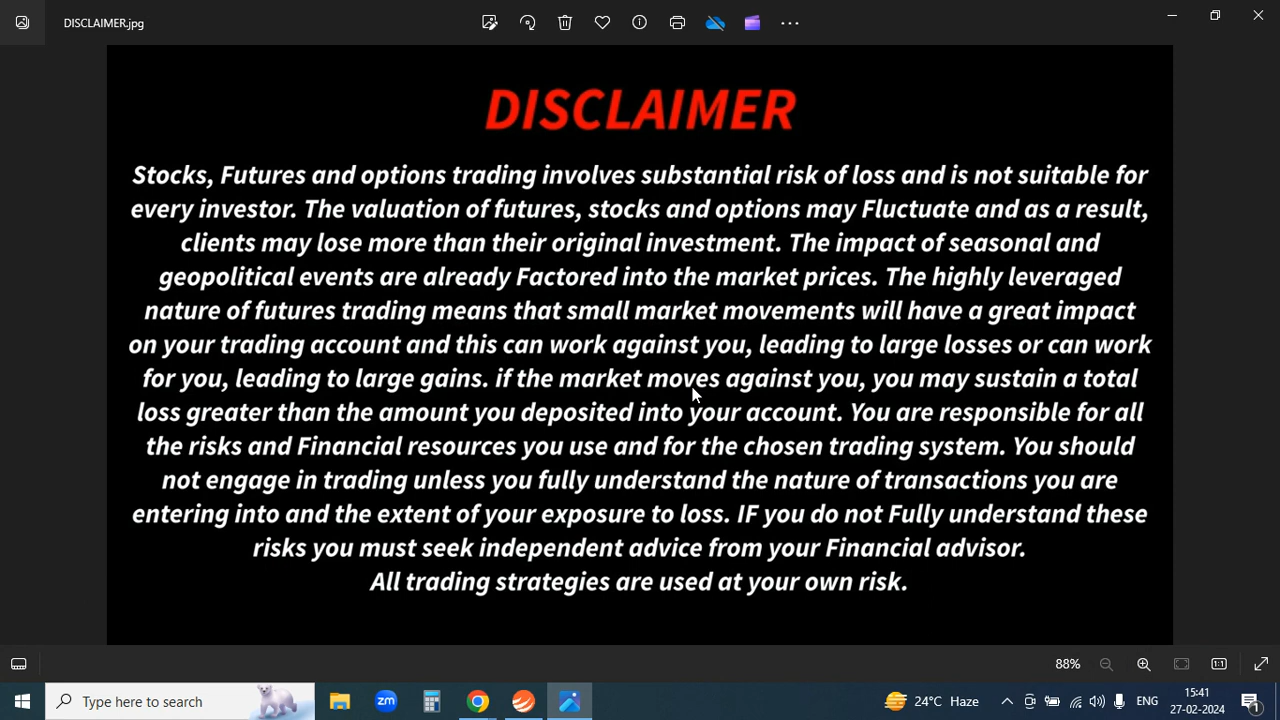 DISCLAIMER.jpg
DISCLAIMER
Stocks, Futures and options trading involves substantial risk of loss and is not suitable for
every investor. The valuation of futures, stocks and options may Fluctuate and as a result,
clients may lose more than their original investment. The impact of seasonal and
geopolitical events are already Factored into the market prices. The highly leveraged
nature of futures trading means that small market movements will have a great impact
on your trading account and this can work against you, leading to large losses or can work
for you, leading to large gains. if the market moves against you, you may sustain a total
loss greater than the amount you deposited into your account. You are responsible for all
the risks and Financial resources you use and for the chosen trading system. You should
not engage in trading unless you fully understand the nature of transactions you are
entering into and the extent of your exposure to loss. IF you do not Fully understand these
risks you must seek independent advice from your Financial advisor.
All trading strategies are used at your own risk.
88%
1:1
Type here to search
zm
24°C Haze
ENG
15:41
27-02-2024
1